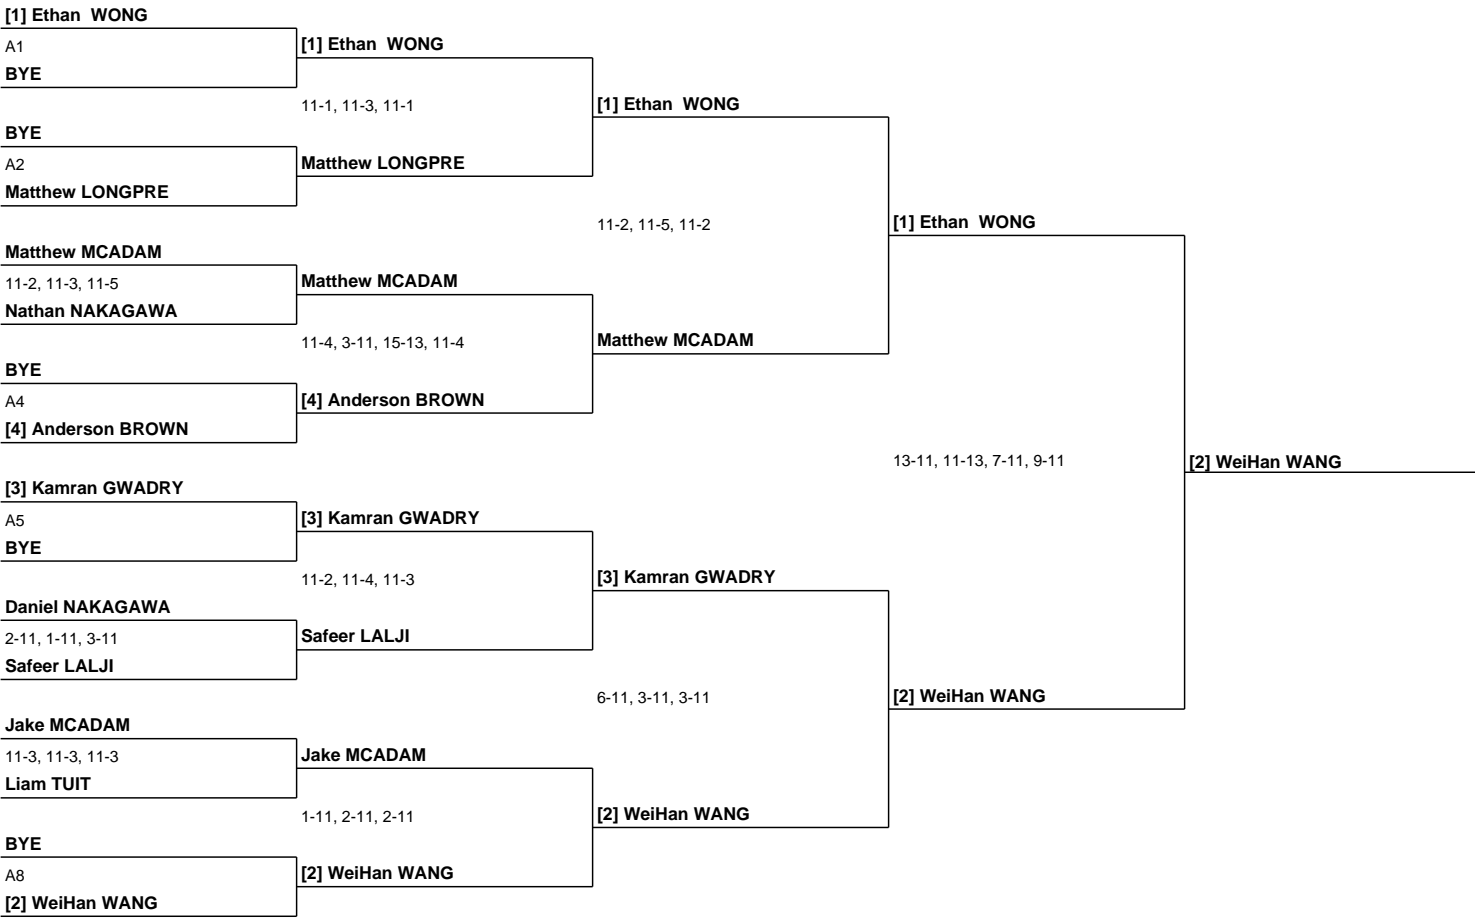 [1] Ethan  WONG
A1
BYE
BYE
A2
Matthew LONGPRE
Matthew MCADAM
11-2, 11-3, 11-5
Nathan NAKAGAWA
BYE
A4
[4] Anderson BROWN
[3] Kamran GWADRY
A5
BYE
Daniel NAKAGAWA
2-11, 1-11, 3-11
Safeer LALJI
Jake MCADAM
11-3, 11-3, 11-3
Liam TUIT
BYE
A8
[2] WeiHan WANG
[1] Ethan  WONG
11-1, 11-3, 11-1
Matthew LONGPRE
Matthew MCADAM
11-4, 3-11, 15-13, 11-4
[4] Anderson BROWN
[3] Kamran GWADRY
11-2, 11-4, 11-3
Safeer LALJI
Jake MCADAM
1-11, 2-11, 2-11
[2] WeiHan WANG
[1] Ethan  WONG
11-2, 11-5, 11-2
Matthew MCADAM
[3] Kamran GWADRY
6-11, 3-11, 3-11
[2] WeiHan WANG
[1] Ethan  WONG
13-11, 11-13, 7-11, 9-11
[2] WeiHan WANG
[2] WeiHan WANG